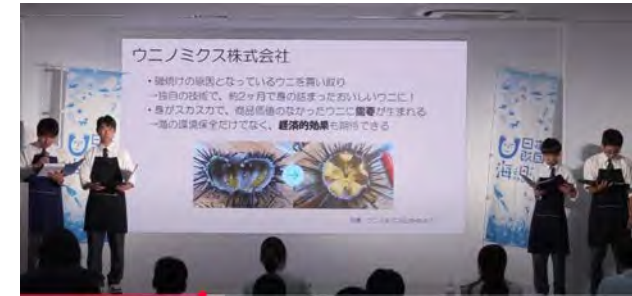 ウニノミクス株式会社
・磯焼けの原因となっているウニを買い取り
→独自の技術で、約2ヶ月で身の詰まったおいしいウニに!
・身がスカスカで、商品価値のなかったウニに需要が生まれる
→海の環境保全だけでなく、経済的効果も期待できる
日本
海